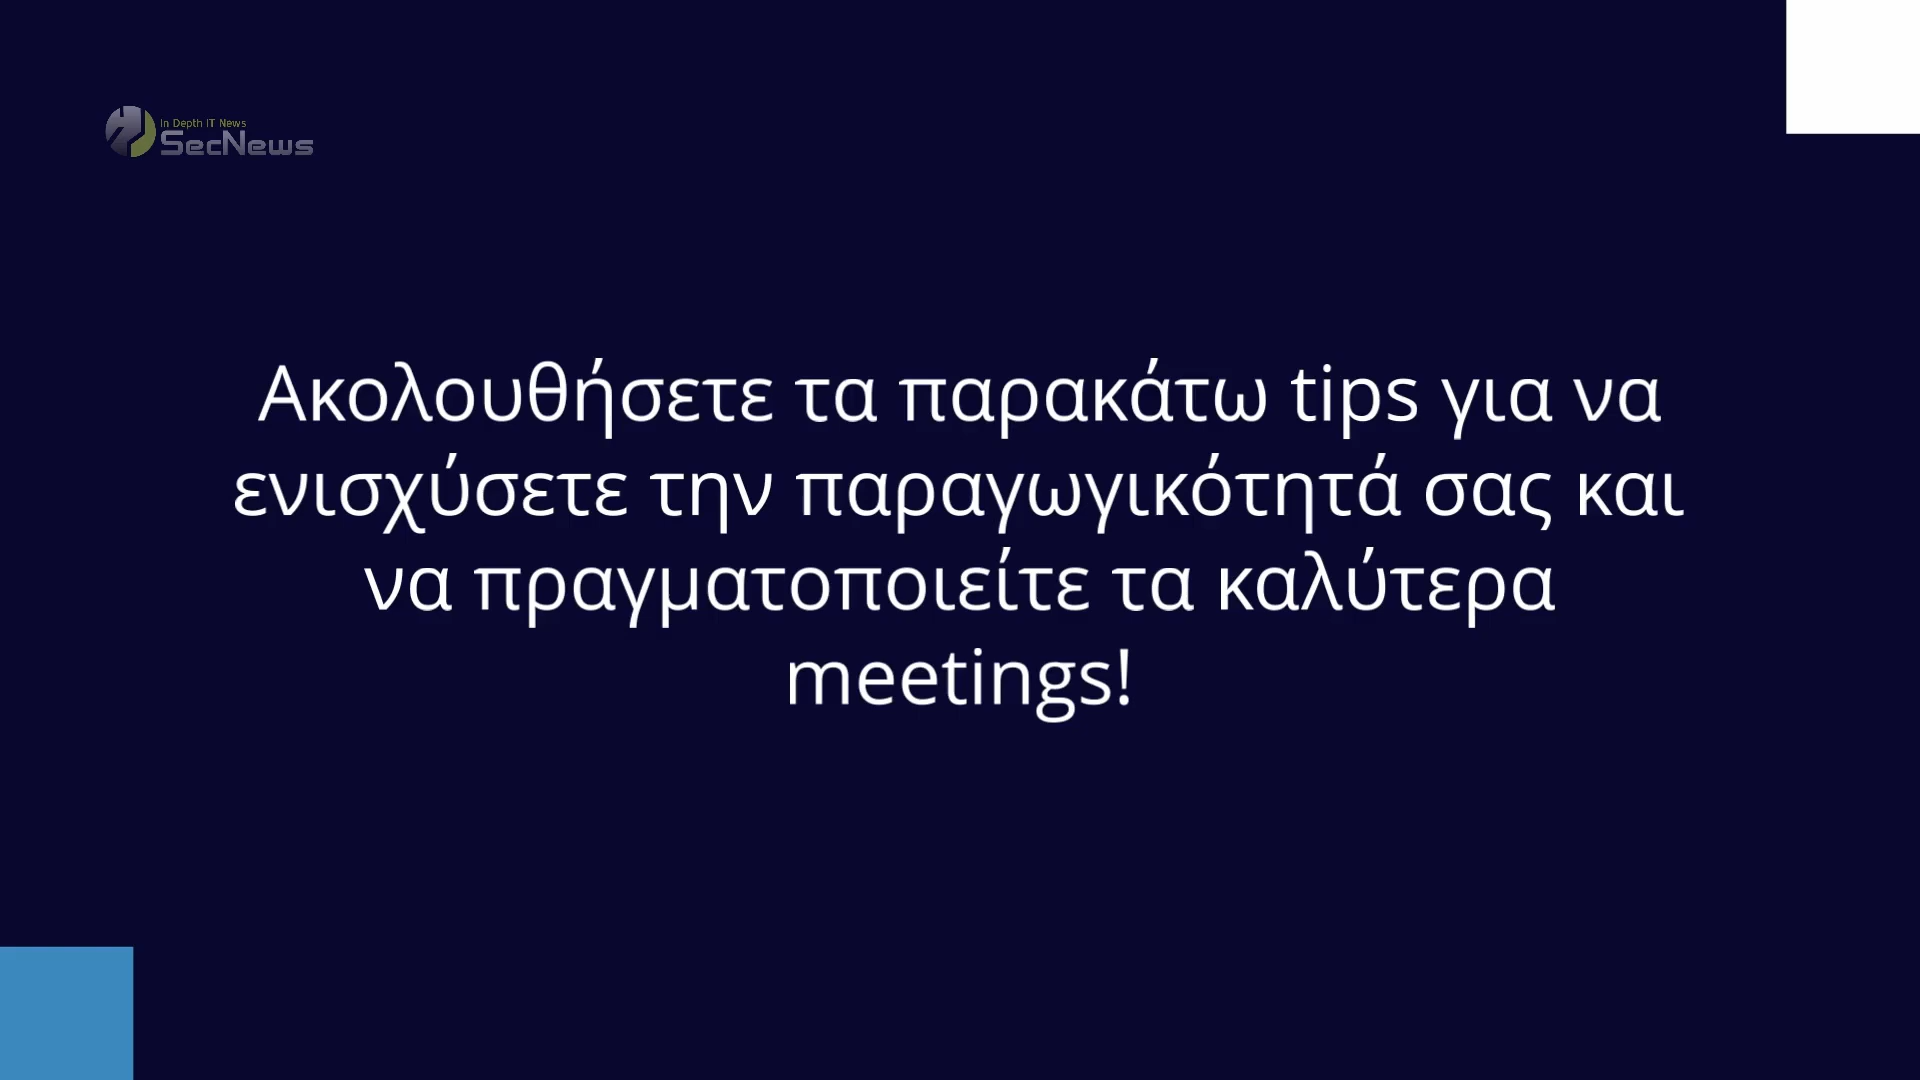 In Depth IT News
SecNews
Ακολουθήσετε τα παρακάτω tips για να
ενισχύσετε την παραγωγικότητά σας και
να πραγματοποιείτε τα καλύτερα
meetings!